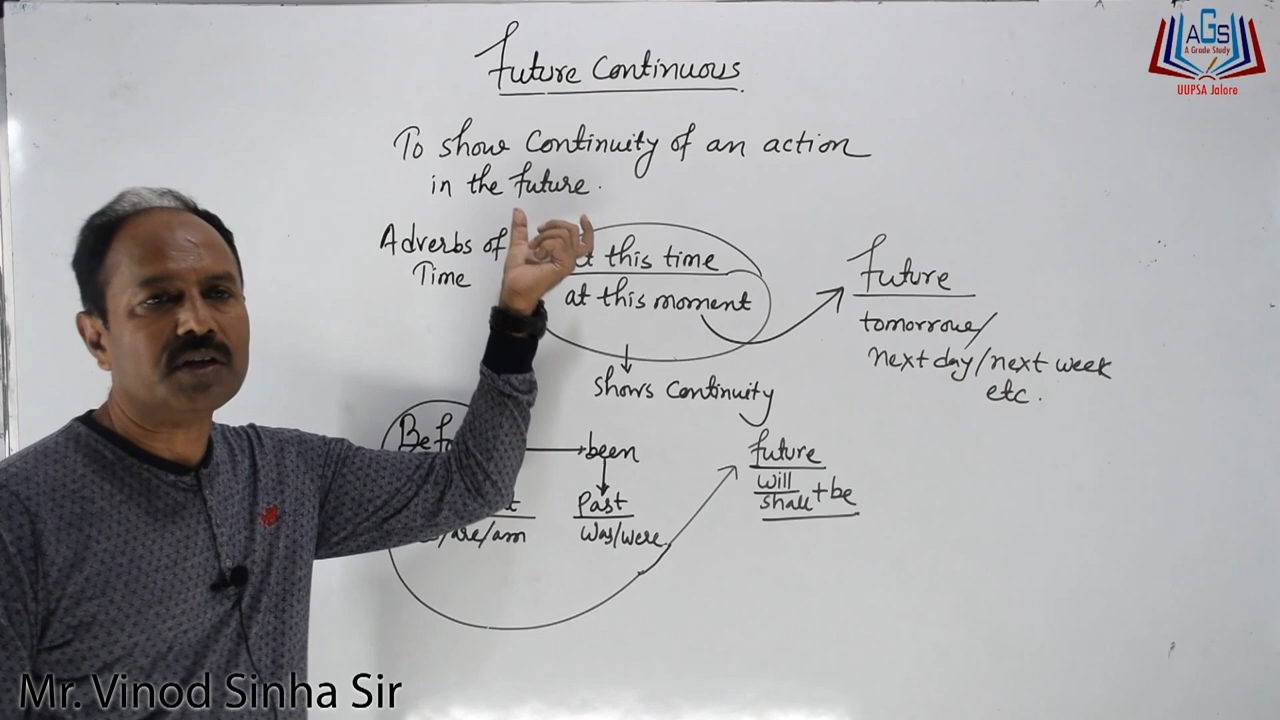 Future Continuous
To show Continuity of an action
in the future.
Adverbs of
Time
this time
at this moment
Future
tomorrow/
next day/next week
etc.
shows Continuity
been
Past
was/were
/are/am
future
will
shall
+be
AGS
A Grade Study
UUPSA Jalore
Mr. Vinod Sinha Sir